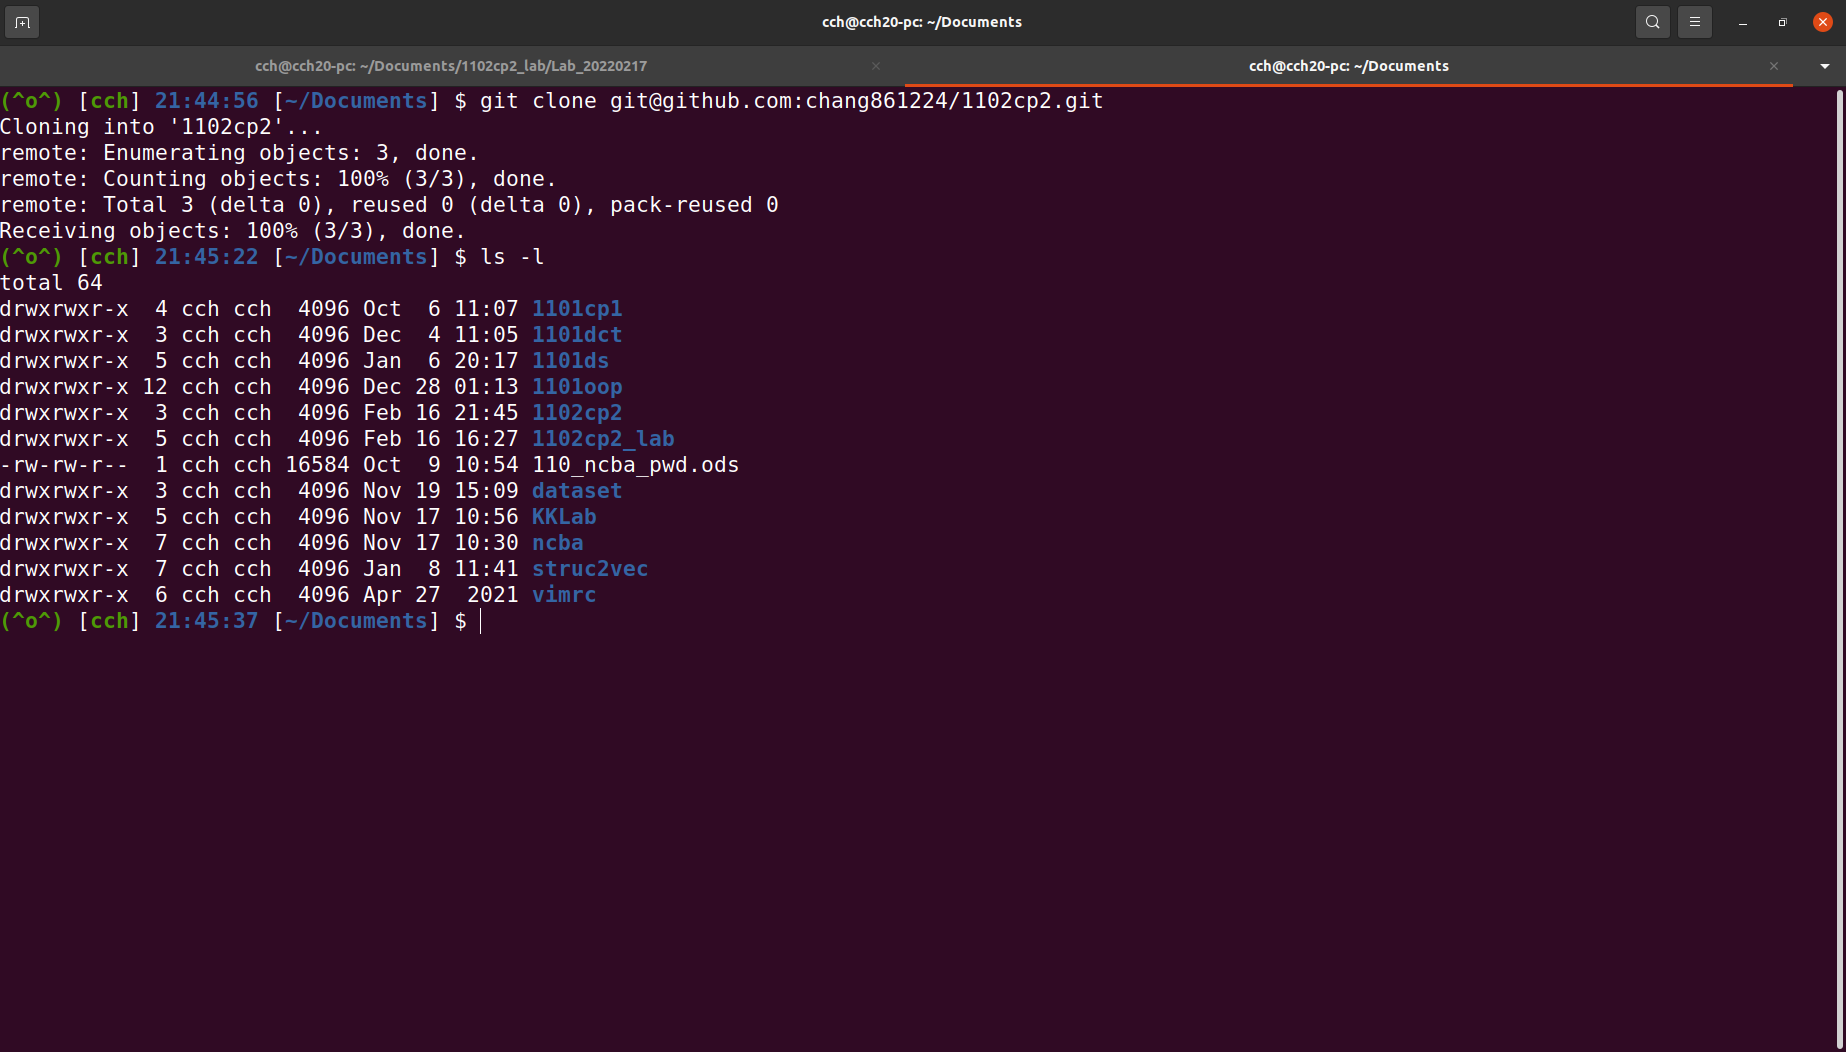 cch@cch20-pc: ~/Documents
cch@cch20-pc: ~/Documents/1102cp2_lab/Lab_20220217
cch@cch20-pc: ~/Documents
(^o^) [cch] 21:44:56 [~/Documents] $ git clone git@github.com:chang861224/1102cp2.git
Cloning into '1102cp2'...
remote: Enumerating objects: 3, done.
remote: Counting objects: 100% (3/3), done.
remote: Total 3 (delta 0), reused 0 (delta 0), pack-reused 0
Receiving objects: 100% (3/3), done.
(^o^) [cch] 21:45:22 [~/Documents] $ ls -l
total 64
drwxrwxr-x  4 cch cch  4096 Oct  6 11:07 1101cp1
drwxrwxr-x  3 cch cch  4096 Dec  4 11:05 1101dct
drwxrwxr-x  5 cch cch  4096 Jan  6 20:17 1101ds
drwxrwxr-x 12 cch cch  4096 Dec 28 01:13 1101oop
drwxrwxr-x  3 cch cch  4096 Feb 16 21:45 1102cp2
drwxrwxr-x  5 cch cch  4096 Feb 16 16:27 1102cp2_lab
-rw-rw-r--  1 cch cch 16584 Oct  9 10:54 110_ncba_pwd.ods
drwxrwxr-x  3 cch cch  4096 Nov 19 15:09 dataset
drwxrwxr-x  5 cch cch  4096 Nov 17 10:56 KKLab
drwxrwxr-x  7 cch cch  4096 Nov 17 10:30 ncba
drwxrwxr-x  7 cch cch  4096 Jan  8 11:41 struc2vec
drwxrwxr-x  6 cch cch  4096 Apr 27  2021 vimrc
(^o^) [cch] 21:45:37 [~/Documents] $